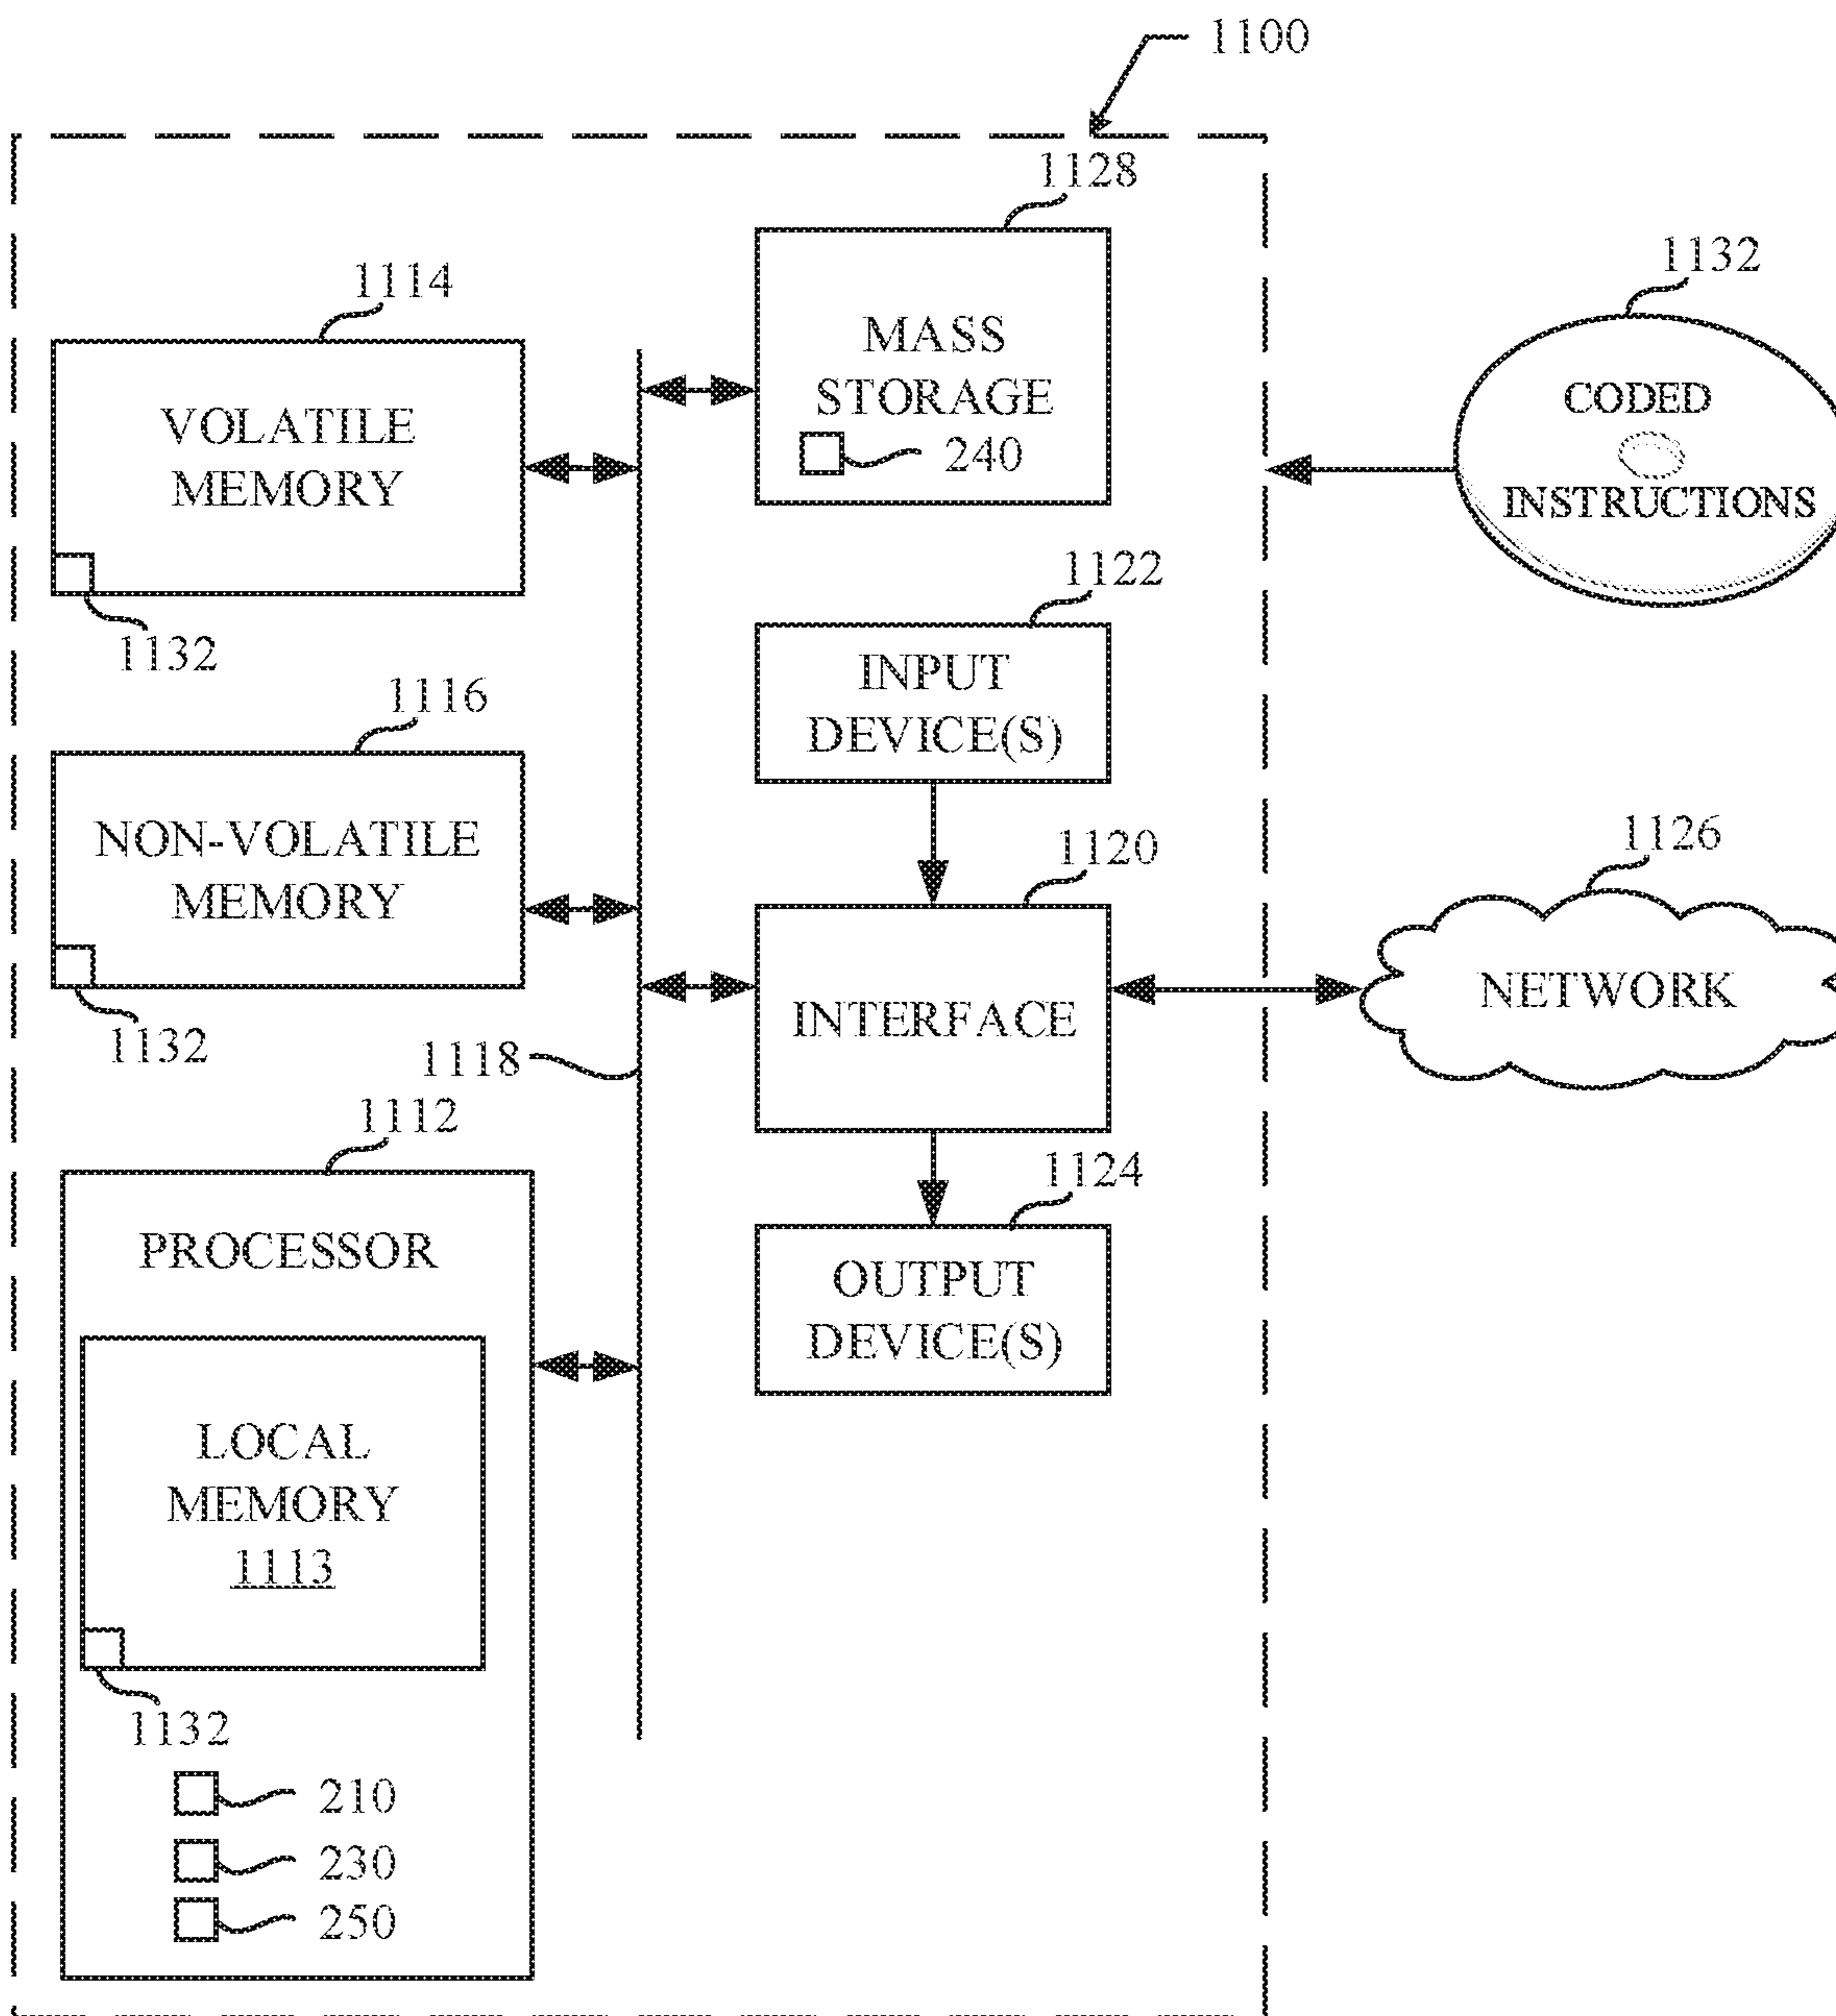 1100
1128
MASS
STORAGE
240
1114
VOLATILE
MEMORY
1132
1132
CODED
INSTRUCTIONS
1122
INPUT
DEVICE(S)
1116
NON-VOLATILE
MEMORY
1132
1118
1120
INTERFACE
1126
NETWORK
1124
OUTPUT
DEVICE(S)
1112
PROCESSOR
LOCAL
MEMORY
1113
1132
210
230
250